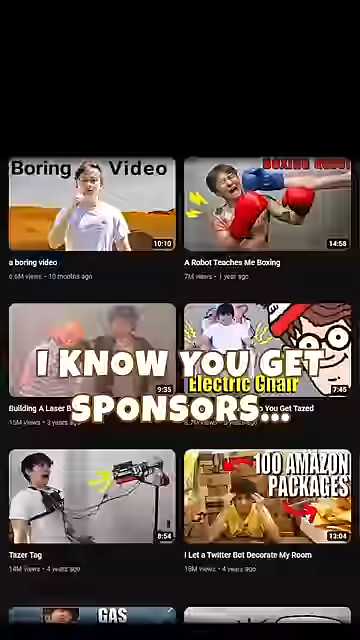 Boring Video
BOXING ROBOT
10:10
14:58
a boring video
A Robot Teaches Me Boxing
6.6M views • 10 months ago
7M views • 1 year ago
I KNOW YOU GET
SPONSORS...
Electric Chair
9:35
7:45
Building A Laser B
You Get Tazed
15M views • 3 years ago
8.7M views
100 AMAZON
PACKAGES
8:54
13:04
Tazer Tag
I Let a Twitter Bot Decorate My Room
14M views • 4 years ago
18M views • 4 years ago
GAS